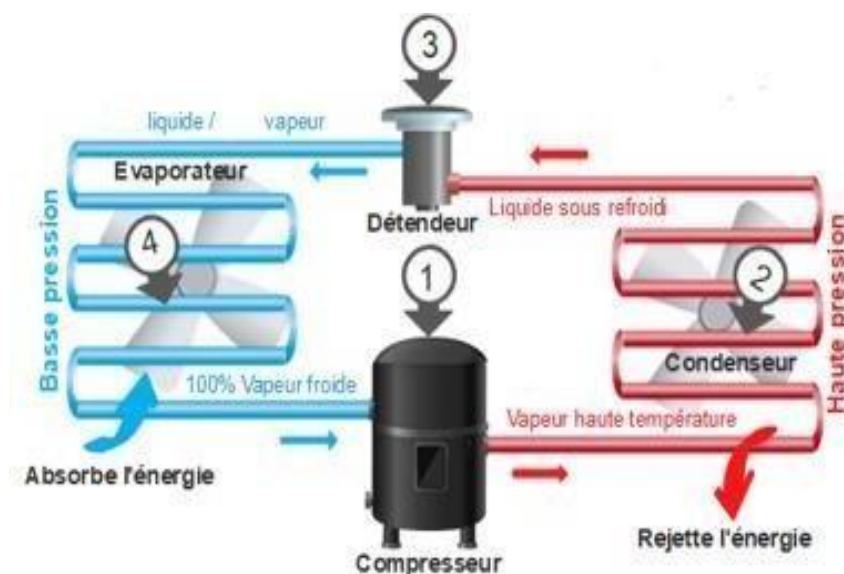 3
liquide / vapeur
Evaporateur
Liquide sous refroidi
Détendeur
Basse pression
4
1
2
Haute pression
Condenseur
100% Vapeur froide
Vapeur haute température
Absorbe l'énergie
Rejette l'énergie
Compresseur